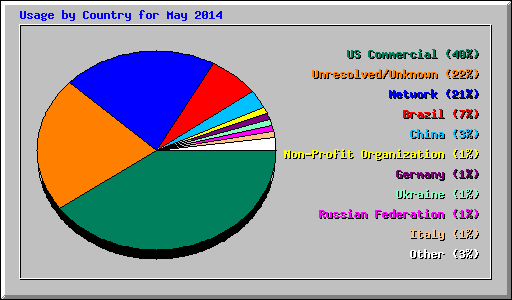 Usage by Country for May 2014
US Commercial (40%)
Unresolved/Unknown (22%)
Network (21%)
Brazil (7%)
China (3%)
Non-Profit Organization (1%)
Germany (1%)
Ukraine (1%)
Russian Federation (1%)
Italy (1%)
Other (3%)